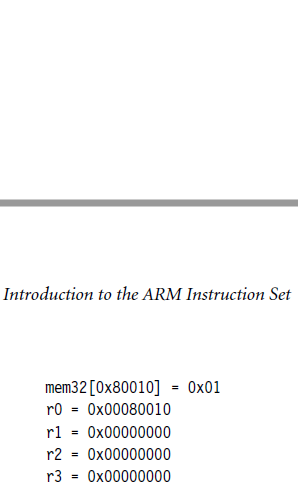 Introduction to the ARM Instruction Set
mem32[0x80010] = 0x01
r0 = 0x00080010
r1 = 0x00000000
r2 = 0x00000000
r3 = 0x00000000